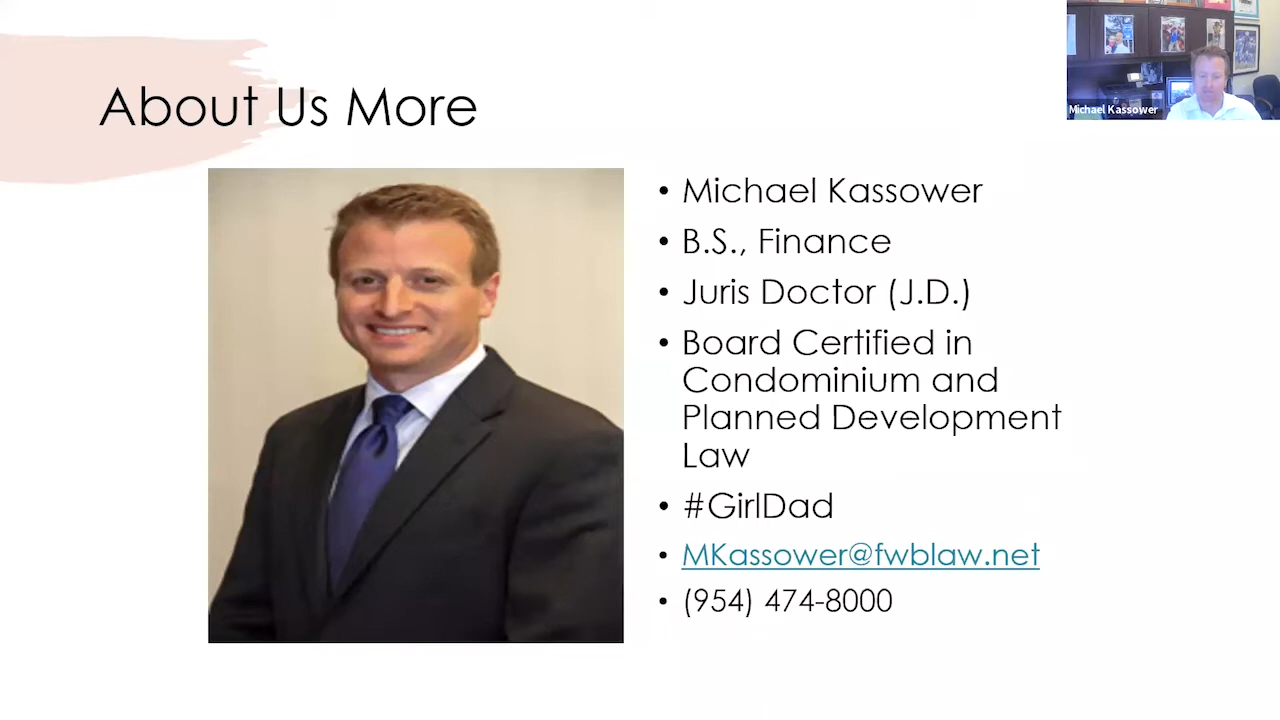 About Us More
Michael Kassower
• Michael Kassower
• B.S., Finance
• Juris Doctor (J.D.)
• Board Certified in
Condominium and
Planned Development
Law
• #GirlDad
• MKassower@fwblaw.net
• (954) 474-8000